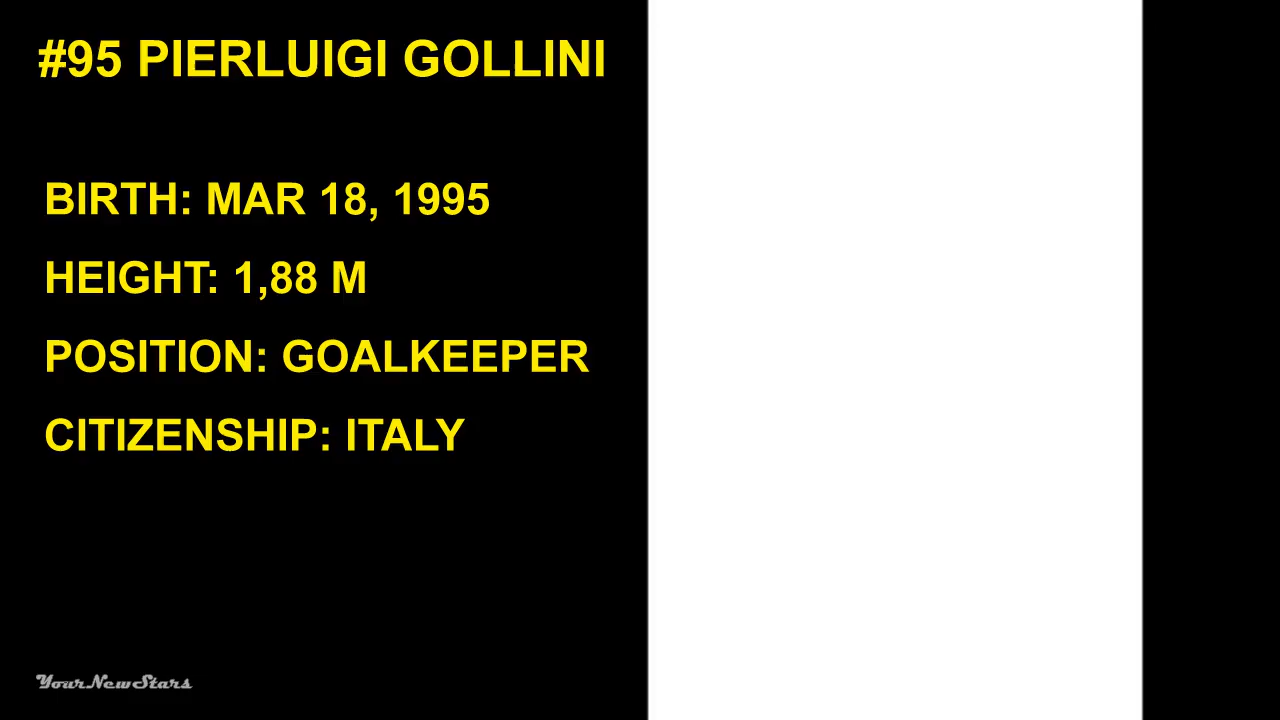 #95 PIERLUIGI GOLLINI
BIRTH: MAR 18, 1995
HEIGHT: 1,88 M
POSITION: GOALKEEPER
CITIZENSHIP: ITALY
YourNewStars